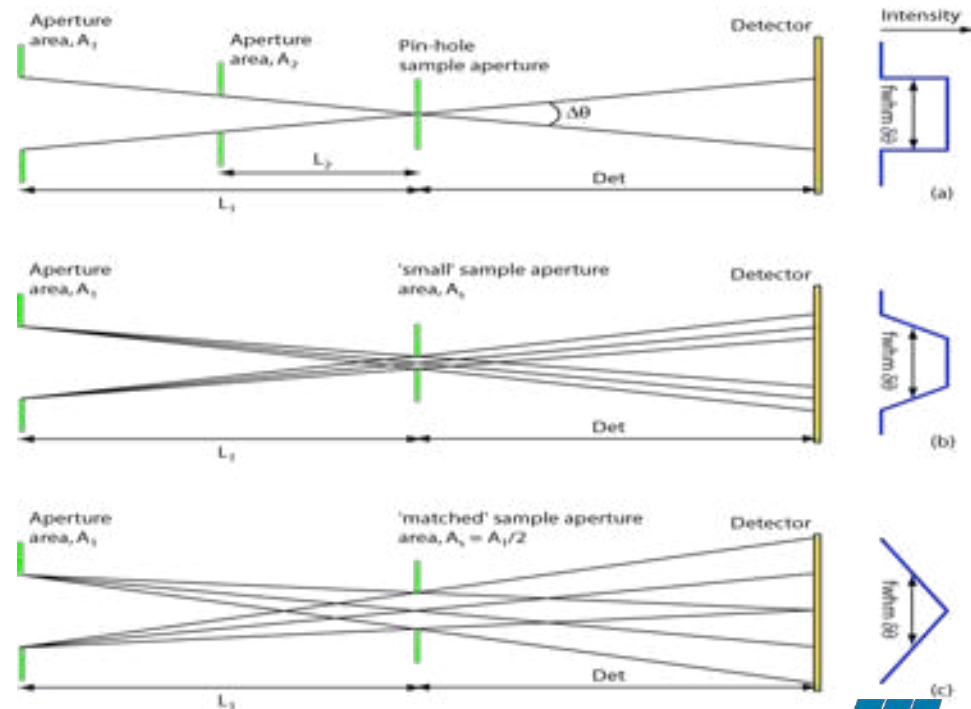 Aperture
area, A₁
Aperture
area, A₂
Pin-hole
sample aperture
Detector
Intensity
Δθ
fwhm δθ
L₂
Det
L₁
(a)
Aperture
area, A₁
'small' sample aperture
area, Aₛ
Detector
fwhm δθ
Det
L₁
(b)
Aperture
area, A₁
'matched' sample aperture
area, Aₛ = A₁/2
Detector
fwhm δθ
Det
L₁
(c)